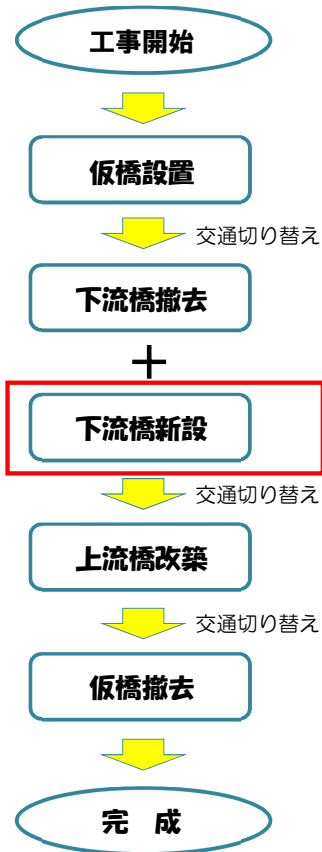 工事開始
仮橋設置
交通切り替え
下流橋撤去
＋
下流橋新設
交通切り替え
上流橋改築
交通切り替え
仮橋撤去
完　成